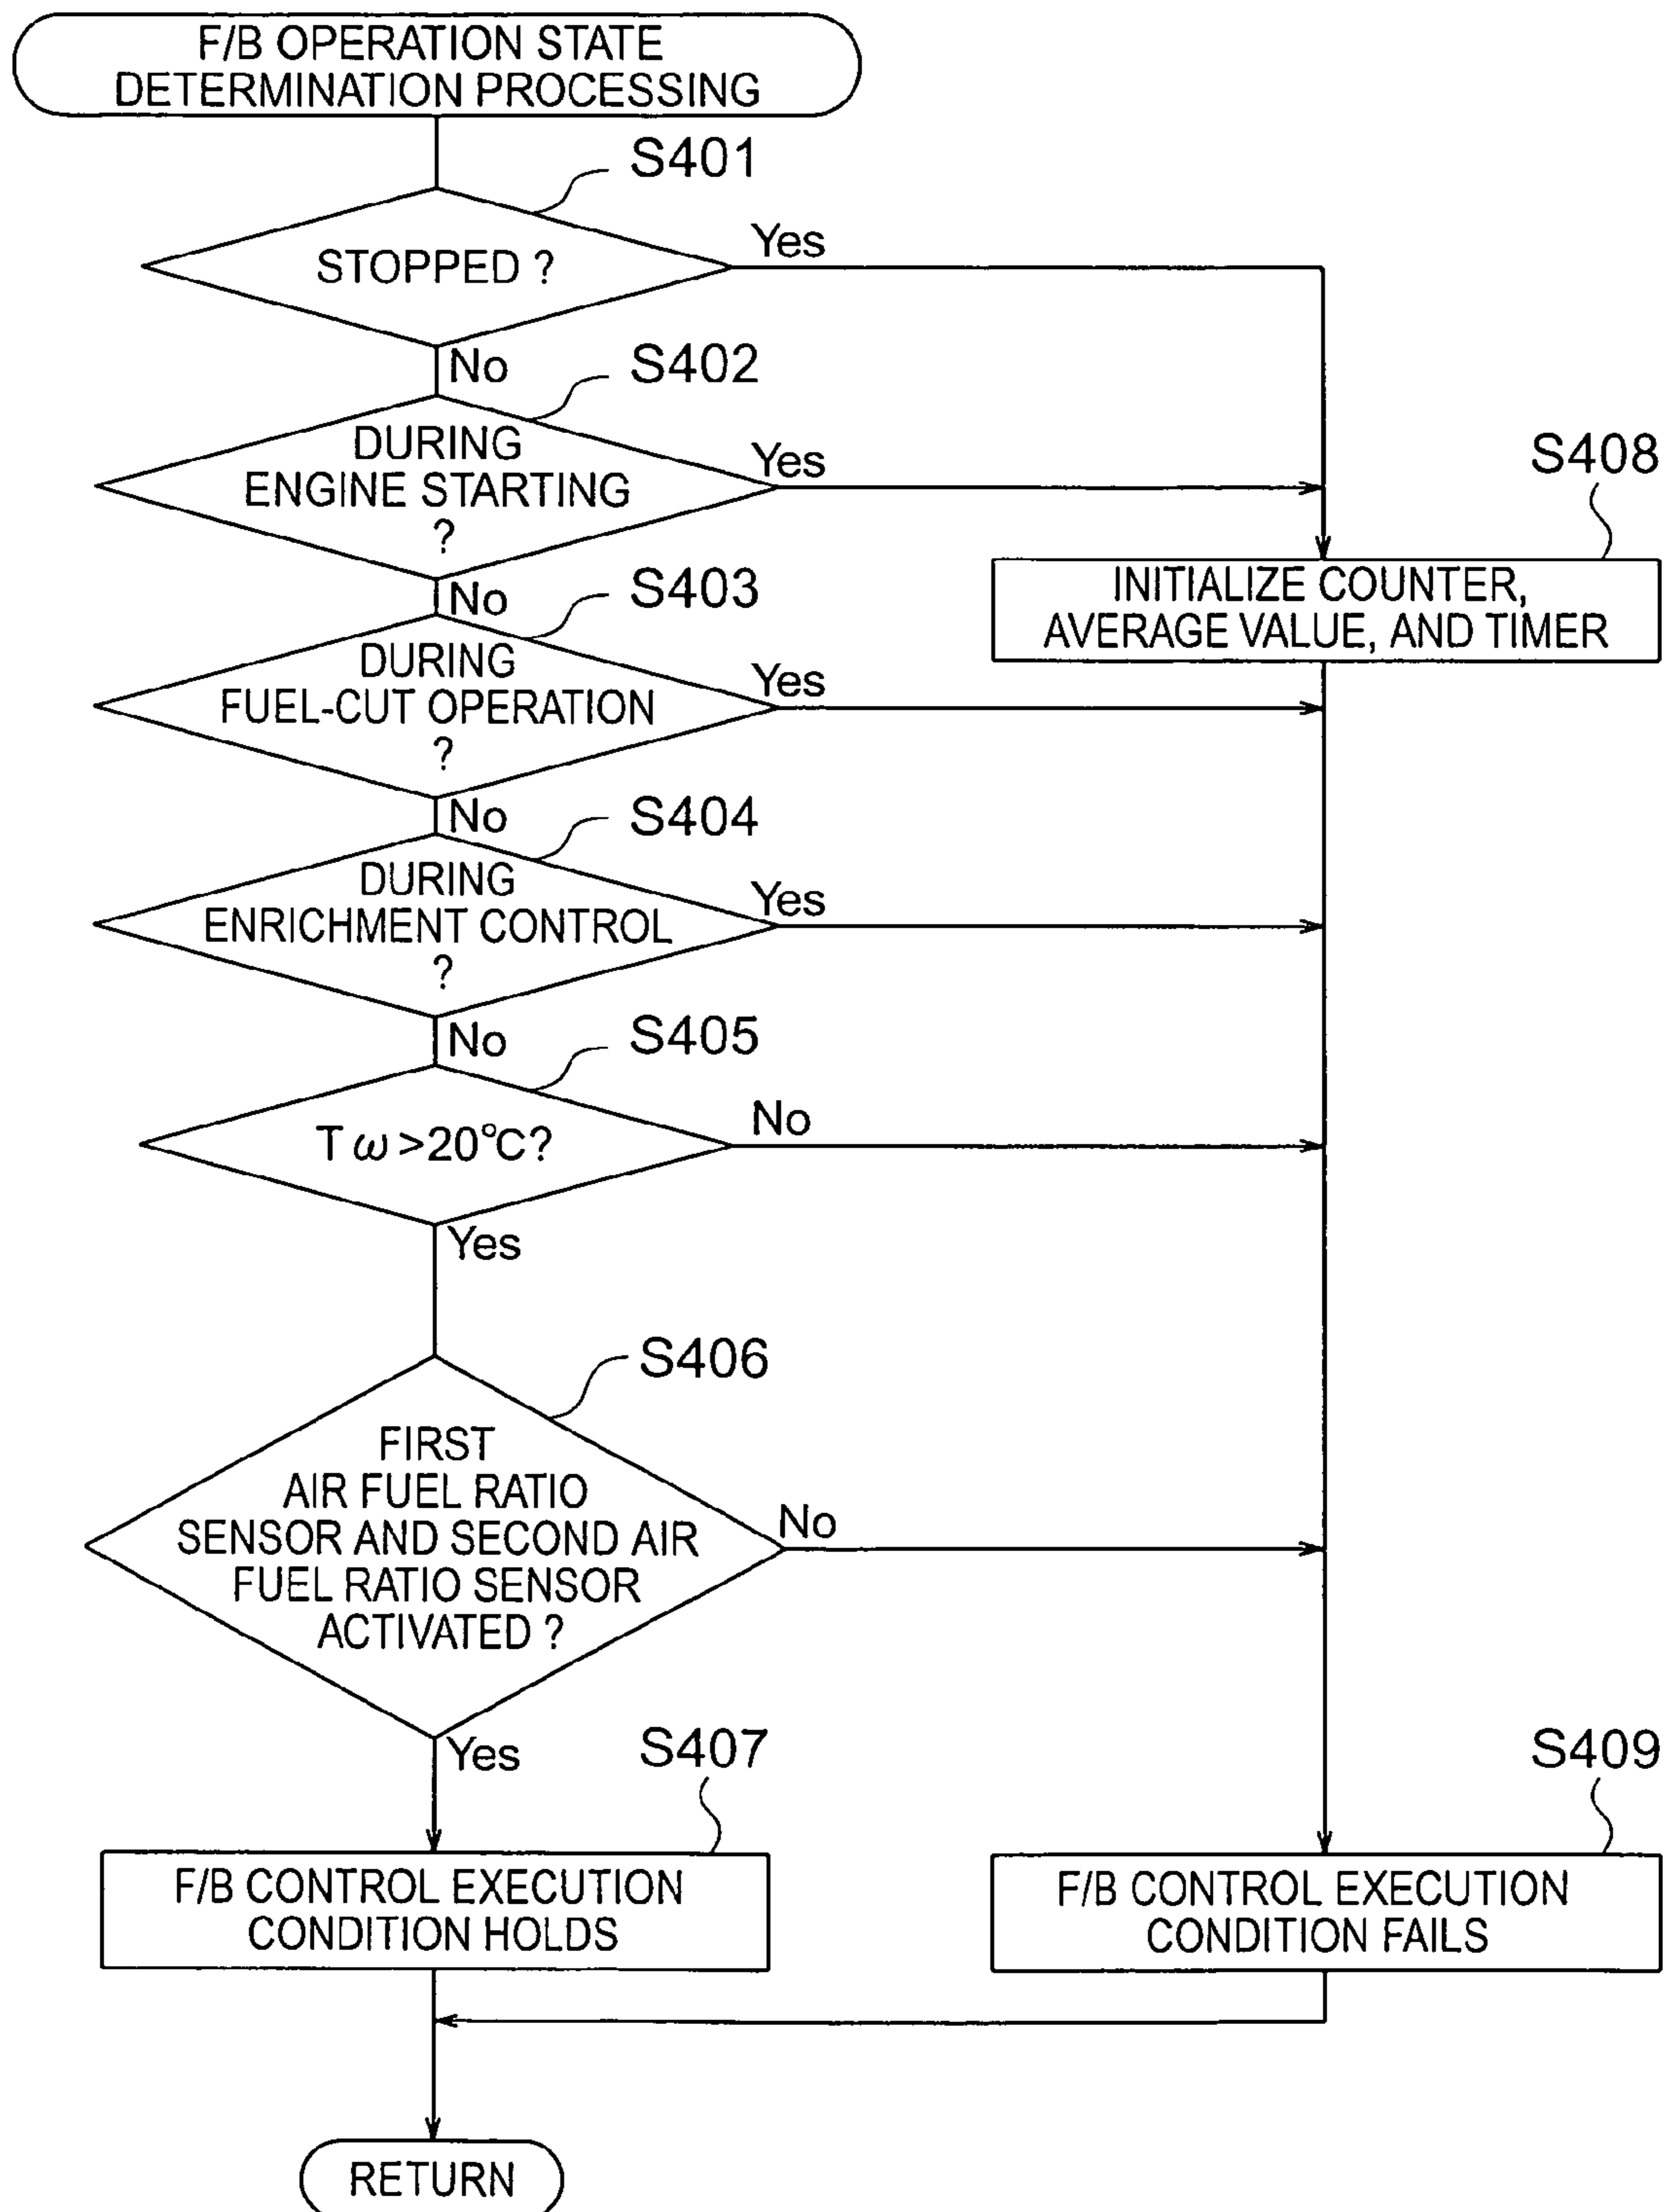 F/B OPERATION STATE
DETERMINATION PROCESSING
S401
STOPPED ?
Yes
No
S402
DURING
ENGINE STARTING
?
Yes
S408
INITIALIZE COUNTER,
AVERAGE VALUE, AND TIMER
No
S403
DURING
FUEL-CUT OPERATION
?
Yes
No
S404
DURING
ENRICHMENT CONTROL
?
Yes
No
S405
Tω>20℃?
No
Yes
S406
FIRST
AIR FUEL RATIO
SENSOR AND SECOND AIR
FUEL RATIO SENSOR
ACTIVATED ?
No
Yes
S407
F/B CONTROL EXECUTION
CONDITION HOLDS
S409
F/B CONTROL EXECUTION
CONDITION FAILS
RETURN